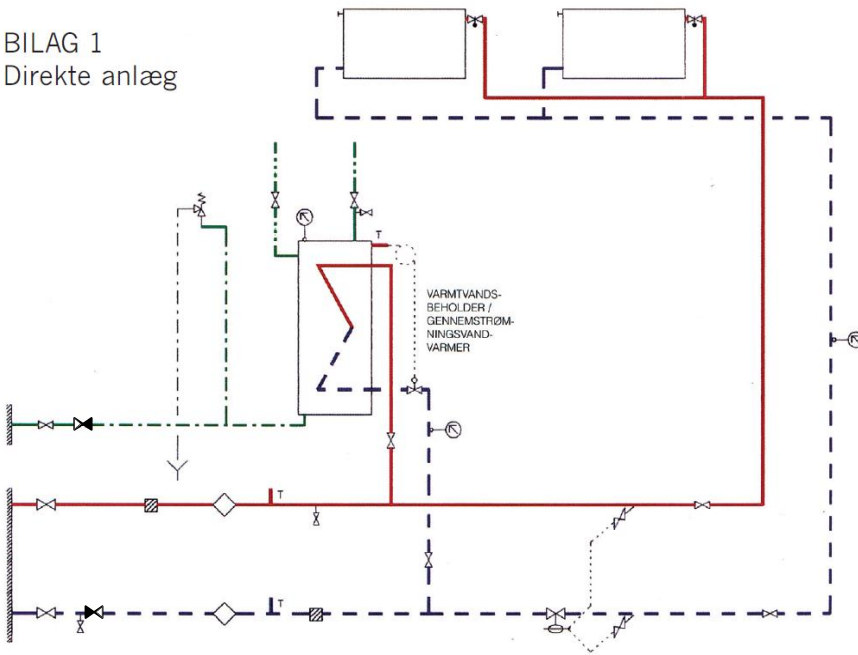 BILAG 1
Direkte anlæg
T
VARMTVANDS-
BEHOLDER /
GENNEMSTRØM-
NINGSVAND-
VARMER
T
T